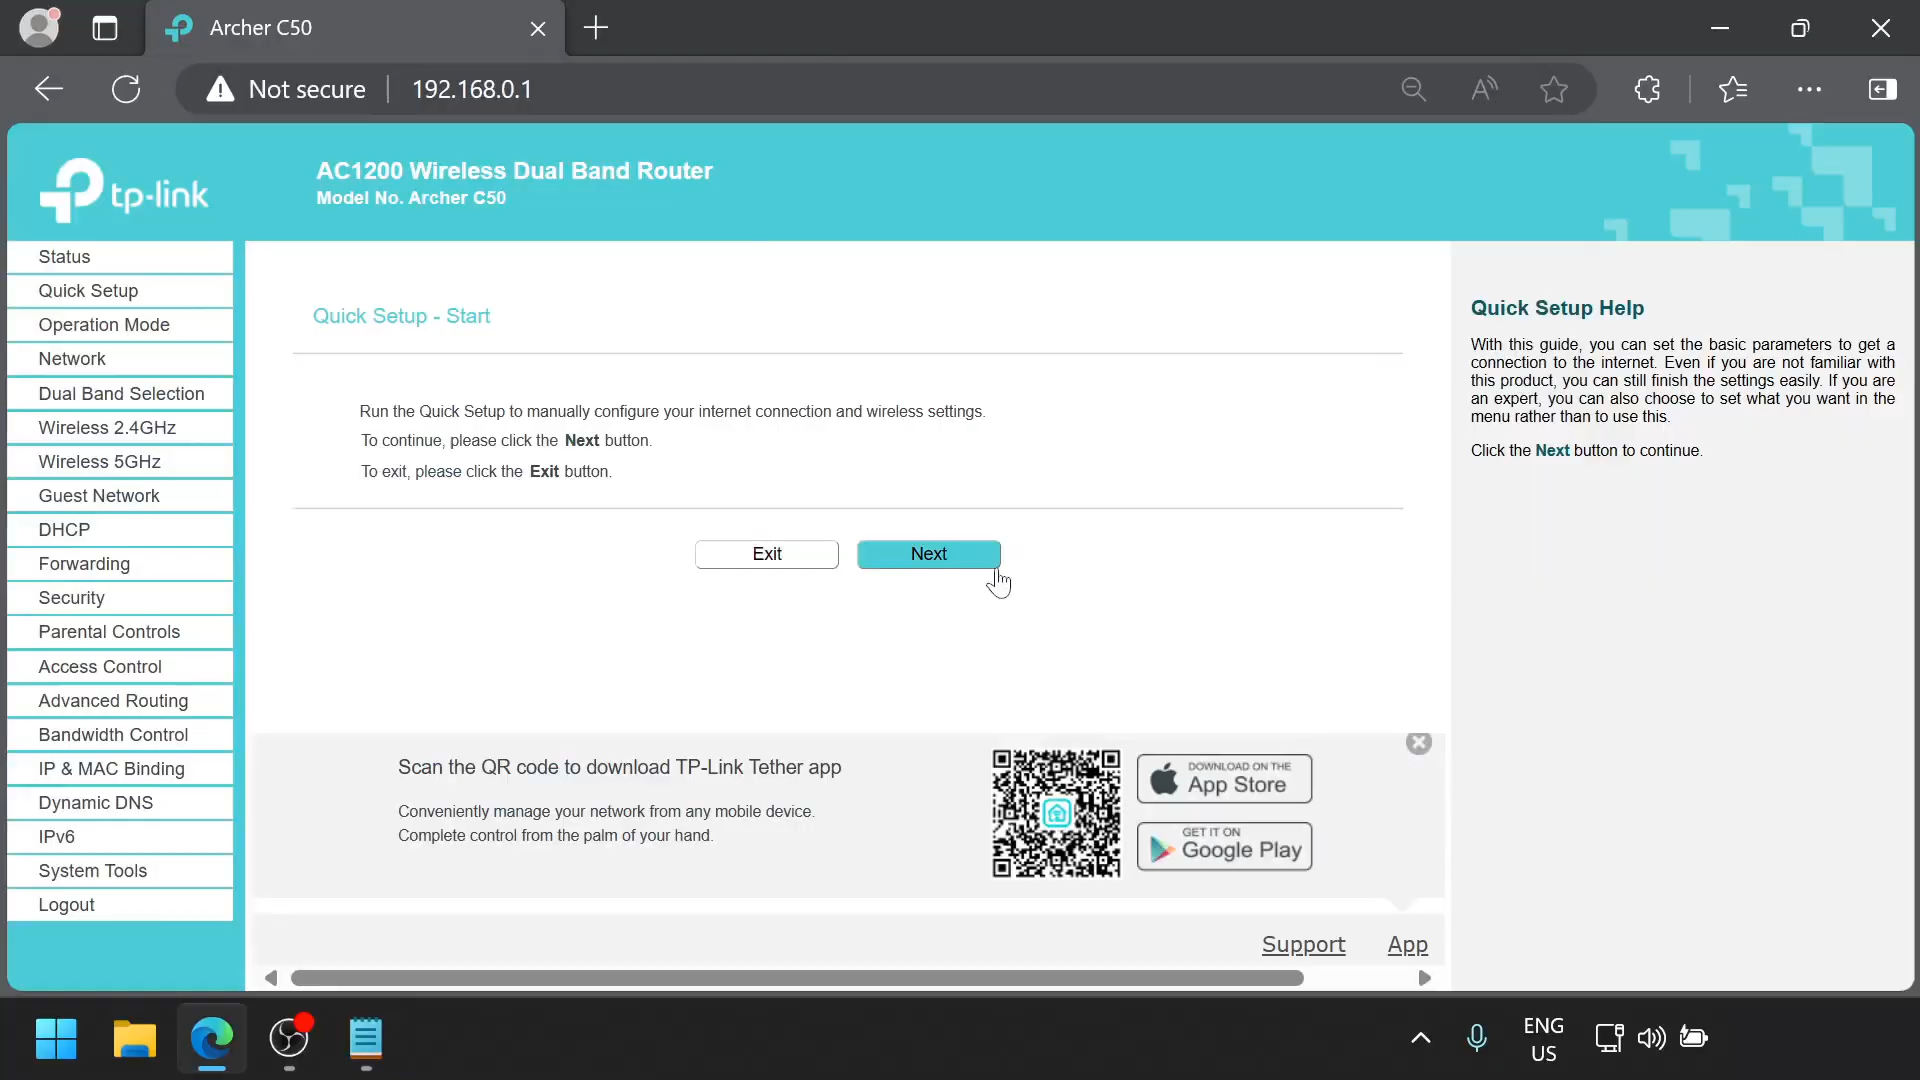 Archer C50
Not secure
192.168.0.1
tp-link
AC1200 Wireless Dual Band Router
Model No. Archer C50
Status
Quick Setup
Operation Mode
Network
Dual Band Selection
Wireless 2.4GHz
Wireless 5GHz
Guest Network
DHCP
Forwarding
Security
Parental Controls
Access Control
Advanced Routing
Bandwidth Control
IP & MAC Binding
Dynamic DNS
IPv6
System Tools
Logout
Quick Setup - Start
Run the Quick Setup to manually configure your internet connection and wireless settings.
To continue, please click the Next button.
To exit, please click the Exit button.
Exit
Next
Scan the QR code to download TP-Link Tether app
Conveniently manage your network from any mobile device.
Complete control from the palm of your hand.
DOWNLOAD ON THE
App Store
GET IT ON
Google Play
Support
App
Quick Setup Help
With this guide, you can set the basic parameters to get a
connection to the internet. Even if you are not familiar with
this product, you can still finish the settings easily. If you are
an expert, you can also choose to set what you want in the
menu rather than to use this.
Click the Next button to continue.
ENG
US